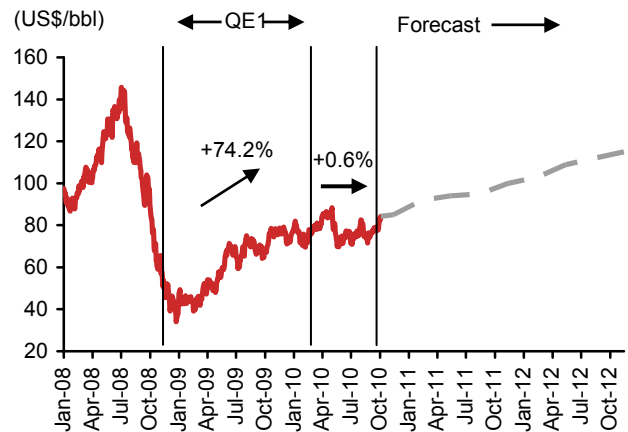 (US$/bbl)
QE1
Forecast
160
140
120
100
80
60
40
20
+74.2%
+0.6%
Jan-08
Apr-08
Jul-08
Oct-08
Jan-09
Apr-09
Jul-09
Oct-09
Jan-10
Apr-10
Jul-10
Oct-10
Jan-11
Apr-11
Jul-11
Oct-11
Jan-12
Apr-12
Jul-12
Oct-12